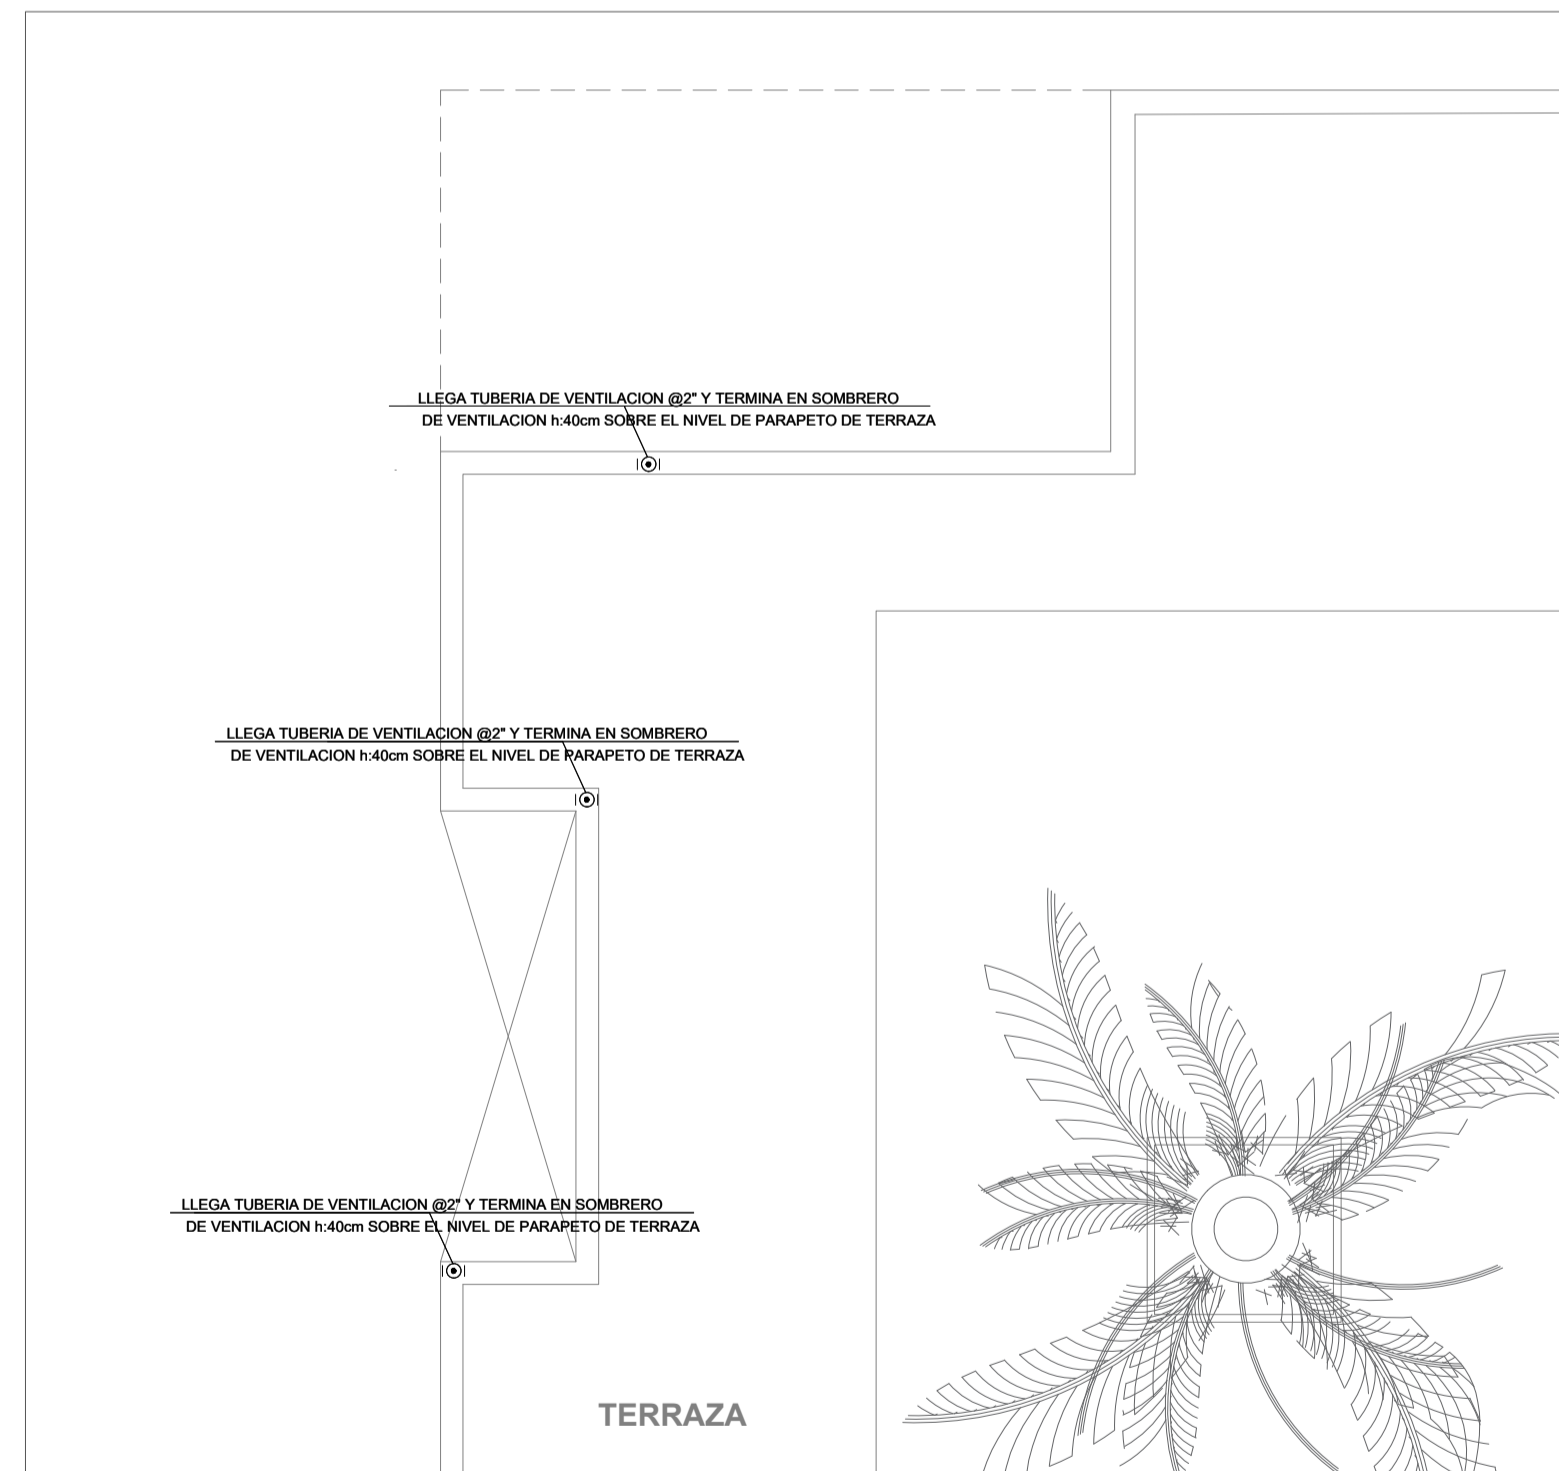 LLEGA TUBERIA DE VENTILACION @2" Y TERMINA EN SOMBRERO
DE VENTILACION h:40cm SOBRE EL NIVEL DE PARAPETO DE TERRAZA
LLEGA TUBERIA DE VENTILACION @2" Y TERMINA EN SOMBRERO
DE VENTILACION h:40cm SOBRE EL NIVEL DE PARAPETO DE TERRAZA
LLEGA TUBERIA DE VENTILACION @2" Y TERMINA EN SOMBRERO
DE VENTILACION h:40cm SOBRE EL NIVEL DE PARAPETO DE TERRAZA
TERRAZA